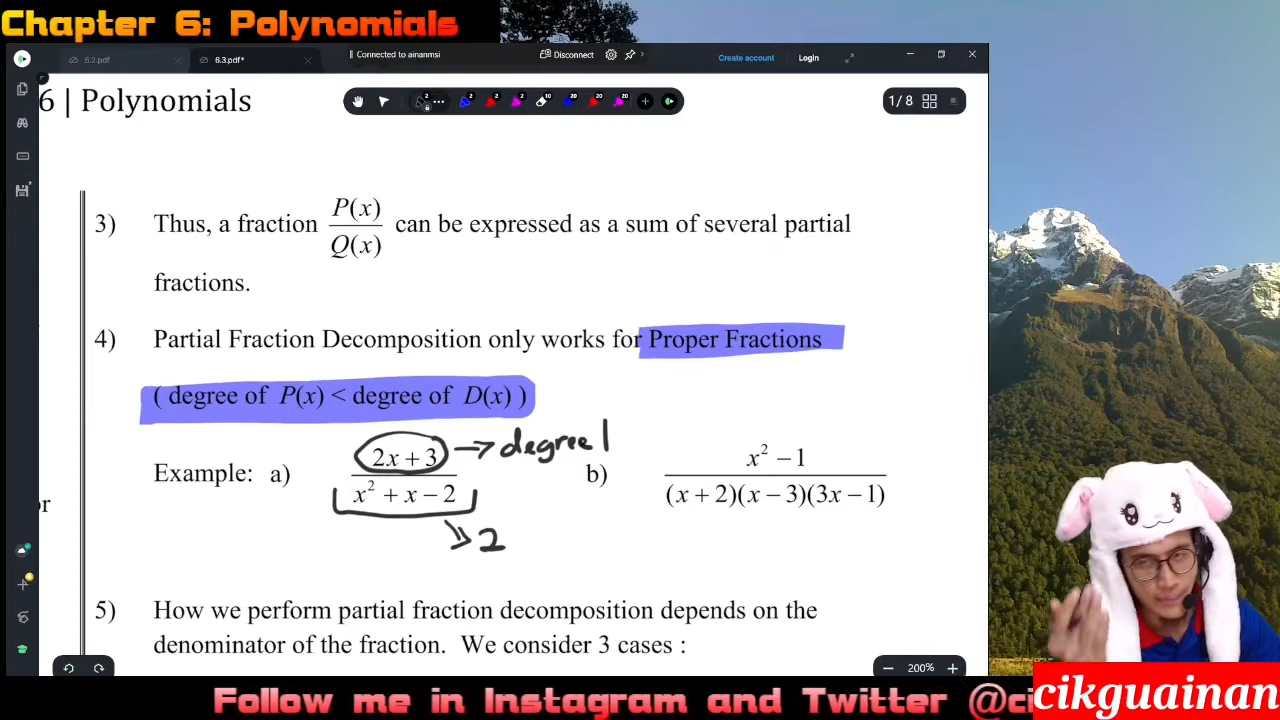 Chapter 6: Polynomials
Connected to ainanmsi
Disconnect
Create account
Login
6.2.pdf
6.3.pdf*
6 | Polynomials
1/8
3) Thus, a fraction P(x)/Q(x) can be expressed as a sum of several partial
fractions.
4) Partial Fraction Decomposition only works for Proper Fractions
( degree of P(x) < degree of D(x) )
Example: a) 2x + 3 → degree 1
x² + x − 2
2
b) x² − 1
(x + 2)(x − 3)(3x − 1)
or
5) How we perform partial fraction decomposition depends on the
denominator of the fraction. We consider 3 cases :
200%
Follow me in Instagram and Twitter @ci
cikguainan